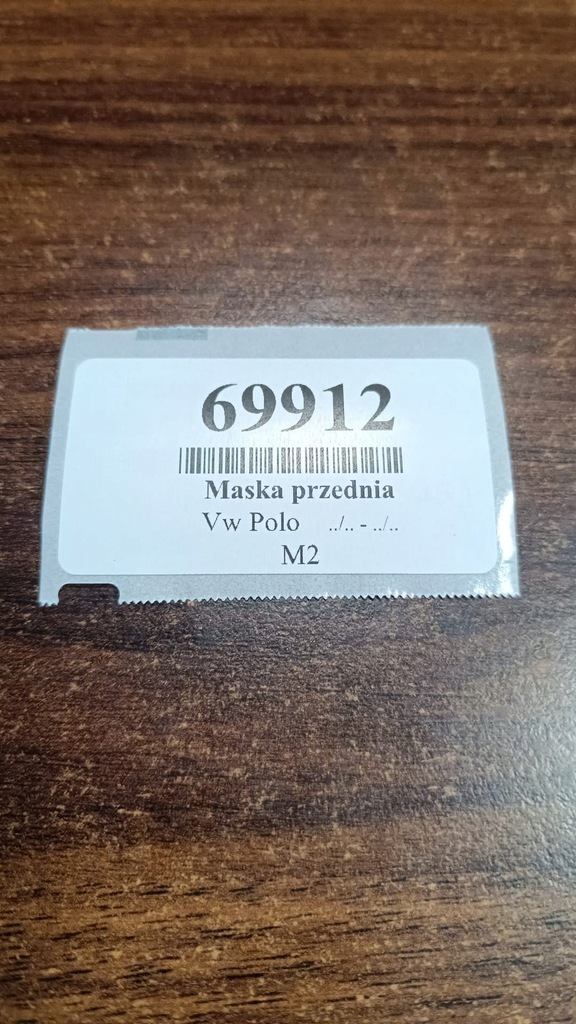 69912
Maska przednia
Vw Polo ../.. - ../..
M2